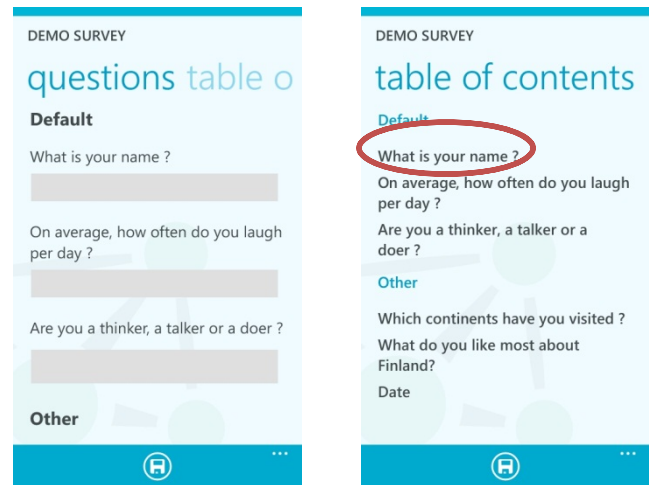 DEMO SURVEY
questions table o
Default
What is your name ?
On average, how often do you laugh
per day ?
Are you a thinker, a talker or a doer ?
Other
DEMO SURVEY
table of contents
Default
What is your name ?
On average, how often do you laugh
per day ?
Are you a thinker, a talker or a
doer ?
Other
Which continents have you visited ?
What do you like most about
Finland?
Date